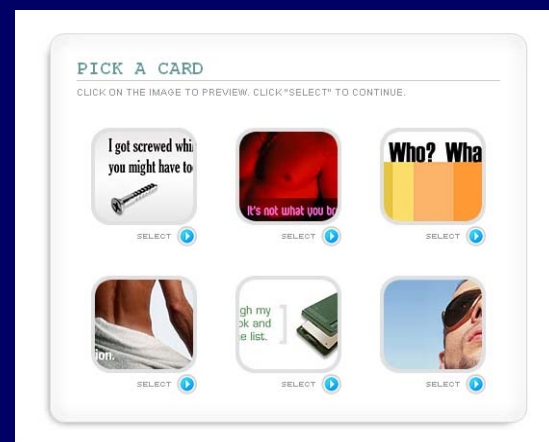 PICK A CARD
CLICK ON THE IMAGE TO PREVIEW. CLICK "SELECT" TO CONTINUE.
I got screwed whi
you might have to
It's not what you br
Who? Wha
SELECT
SELECT
SELECT
ion.
gh my
ok and
e list.
SELECT
SELECT
SELECT